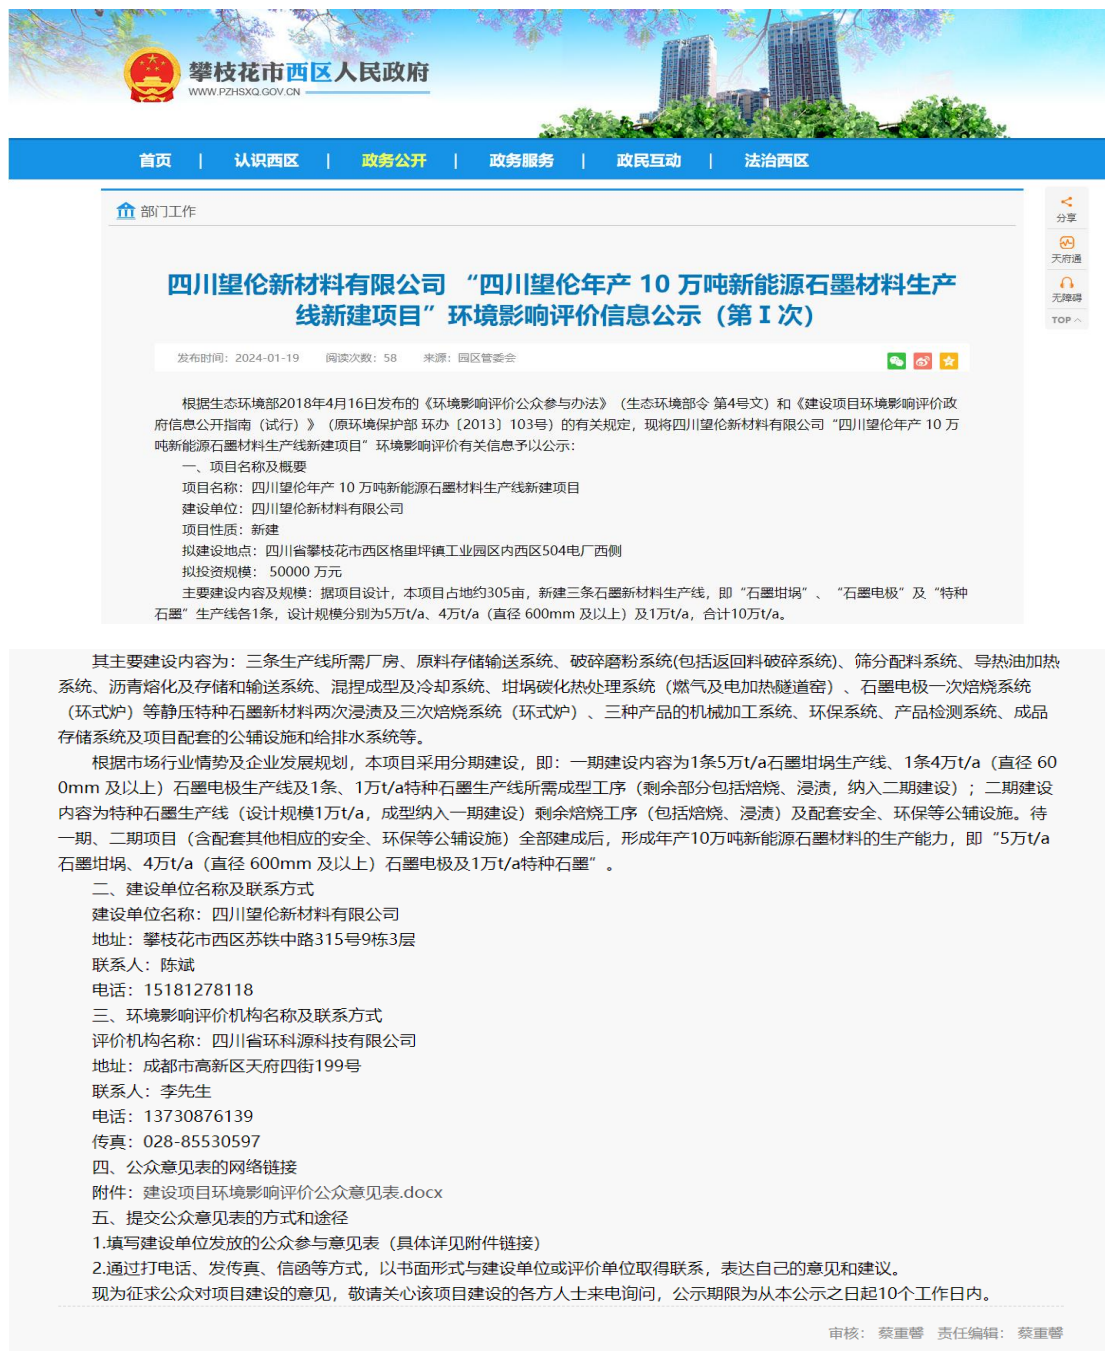 攀枝花市西区人民政府
WWW.PZHSXQ.GOV.CN
首页 | 认识西区 | 政务公开 | 政务服务 | 政民互动 | 法治西区
部门工作
分享
天府通
无障碍
TOP
四川望伦新材料有限公司 “四川望伦年产 10 万吨新能源石墨材料生产
线新建项目”环境影响评价信息公示（第 I 次）
发布时间：2024-01-19 阅读次数：58 来源：园区管委会
根据生态环境部2018年4月16日发布的《环境影响评价公众参与办法》（生态环境部令 第4号文）和《建设项目环境影响评价政
府信息公开指南（试行）》（原环境保护部 环办〔2013〕103号）的有关规定，现将四川望伦新材料有限公司“四川望伦年产 10 万
吨新能源石墨材料生产线新建项目”环境影响评价有关信息予以公示：
一、项目名称及概要
项目名称：四川望伦年产 10 万吨新能源石墨材料生产线新建项目
建设单位：四川望伦新材料有限公司
项目性质：新建
拟建设地点：四川省攀枝花市西区格里坪镇工业园区内西区504电厂西侧
拟投资规模： 50000 万元
主要建设内容及规模：据项目设计，本项目占地约305亩，新建三条石墨新材料生产线，即“石墨坩埚”、“石墨电极”及“特种
石墨”生产线各1条，设计规模分别为5万t/a、4万t/a（直径 600mm 及以上）及1万t/a，合计10万t/a。
其主要建设内容为：三条生产线所需厂房、原料存储输送系统、破碎磨粉系统(包括返回料破碎系统)、筛分配料系统、导热油加热
系统、沥青熔化及存储和输送系统、混捏成型及冷却系统、坩埚碳化热处理系统（燃气及电加热隧道窑）、石墨电极一次焙烧系统
（环式炉）等静压特种石墨新材料两次浸渍及三次焙烧系统（环式炉）、三种产品的机械加工系统、环保系统、产品检测系统、成品
存储系统及项目配套的公辅设施和给排水系统等。
根据市场行业情势及企业发展规划，本项目采用分期建设，即：一期建设内容为1条5万t/a石墨坩埚生产线、1条4万t/a（直径 60
0mm 及以上）石墨电极生产线及1条、1万t/a特种石墨生产线所需成型工序（剩余部分包括焙烧、浸渍，纳入二期建设）；二期建设
内容为特种石墨生产线（设计规模1万t/a，成型纳入一期建设）剩余焙烧工序（包括焙烧、浸渍）及配套安全、环保等公辅设施。待
一期、二期项目（含配套其他相应的安全、环保等公辅设施）全部建成后，形成年产10万吨新能源石墨材料的生产能力，即“5万t/a
石墨坩埚、4万t/a（直径 600mm 及以上）石墨电极及1万t/a特种石墨”。
二、建设单位名称及联系方式
建设单位名称：四川望伦新材料有限公司
地址：攀枝花市西区苏铁中路315号9栋3层
联系人：陈斌
电话：15181278118
三、环境影响评价机构名称及联系方式
评价机构名称：四川省环科源科技有限公司
地址：成都市高新区天府四街199号
联系人：李先生
电话：13730876139
传真：028-85530597
四、公众意见表的网络链接
附件：建设项目环境影响评价公众意见表.docx
五、提交公众意见表的方式和途径
1.填写建设单位发放的公众参与意见表（具体详见附件链接）
2.通过打电话、发传真、信函等方式，以书面形式与建设单位或评价单位取得联系，表达自己的意见和建议。
现为征求公众对项目建设的意见，敬请关心该项目建设的各方人士来电询问，公示期限为从本公示之日起10个工作日内。
审核： 蔡重馨 责任编辑： 蔡重馨